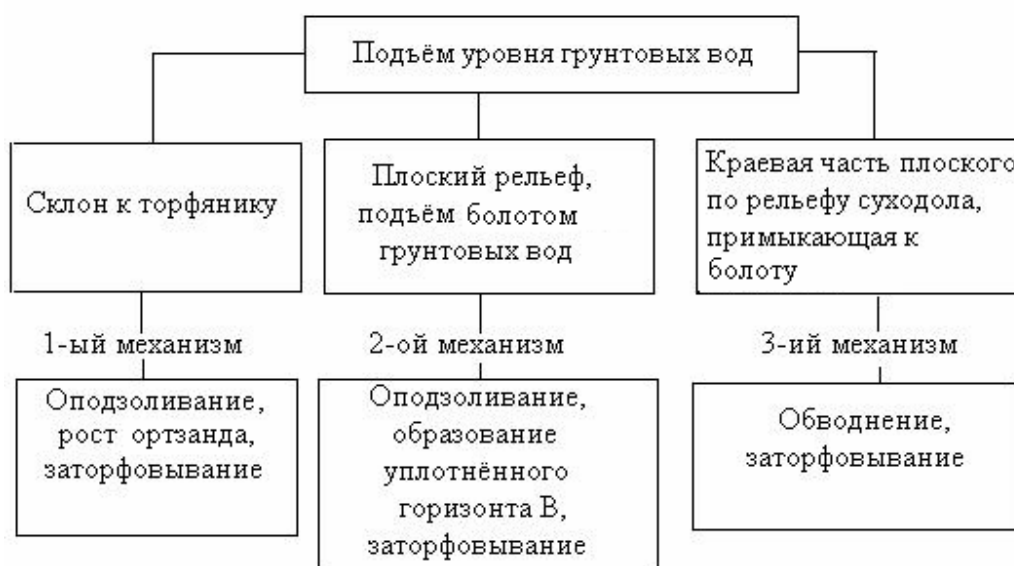 Подъём уровня грунтовых вод
Склон к торфянику
Плоский рельеф,
подъём болотом
грунтовых вод
Краевая часть плоского
по рельефу суходола,
примыкающая к
болоту
1-ый механизм
2-ой механизм
3-ий механизм
Оподзоливание,
рост ортзанда,
заторфовывание
Оподзоливание,
образование
уплотнённого
горизонта В,
заторфовывание
Обводнение,
заторфовывание